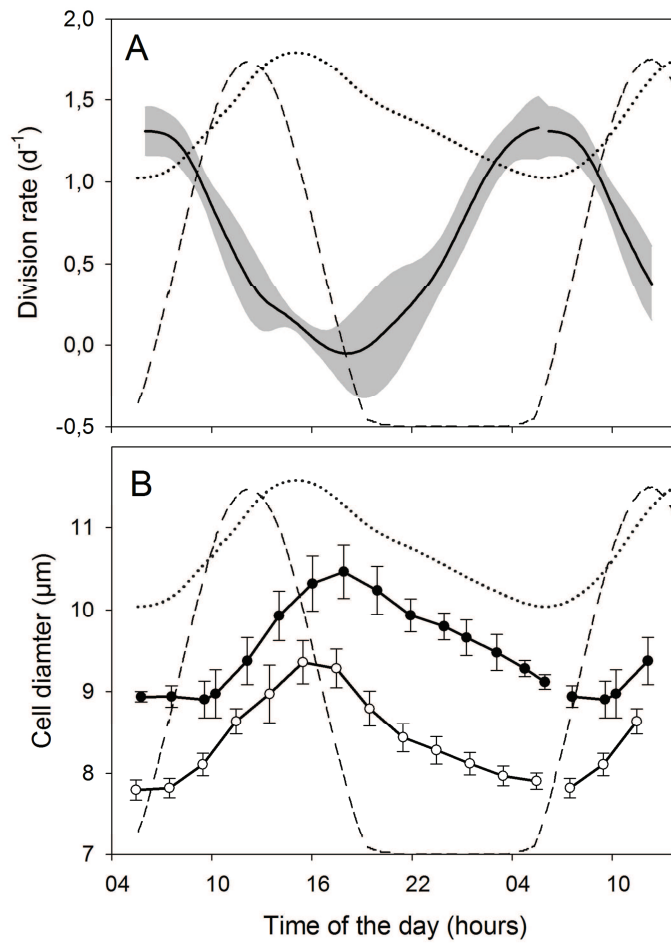 A
2,0
1,5
1,0
0,5
0,0
-0,5
Division rate (d⁻¹)
B
11
10
9
8
7
Cell diamter (µm)
04 10 16 22 04 10
Time of the day (hours)